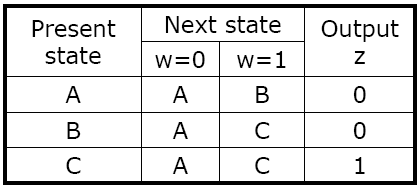 Present state Next state Output z
w=0 w=1
A A B 0
B A C 0
C A C 1